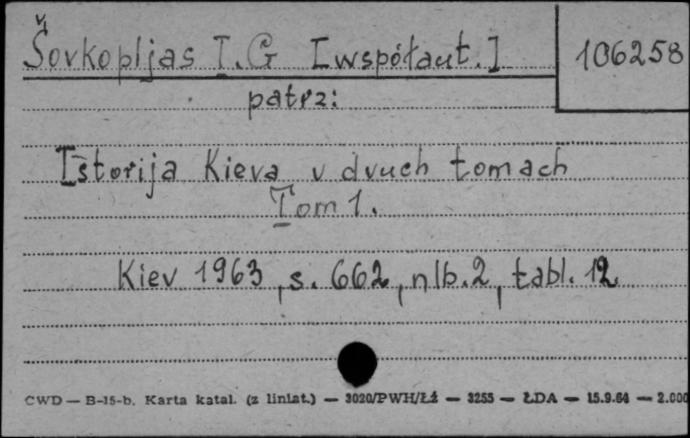 Šovkopljas I.G [współaut.] 106258
patrz:
Istorija Kieva v dvuch tomach
Tom 1.
Kiev 1963, s. 662, nlb. 2, tabl. 12
CWD — B-15-b. Karta katal. (z liniat.) — 3020/PWH/Łź — 3255 — ŁDA — 15.9.64 — 2.000